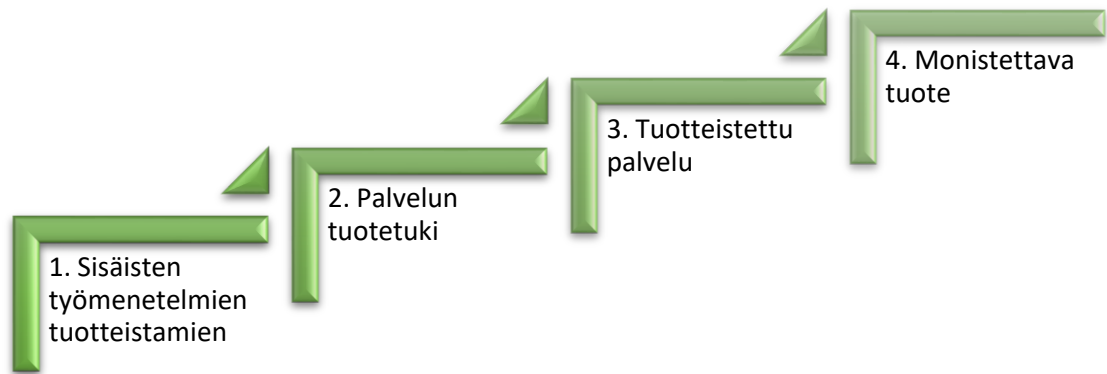 1. Sisäisten
työmenetelmien
tuotteistamien
2. Palvelun
tuotetuki
3. Tuotteistettu
palvelu
4. Monistettava
tuote